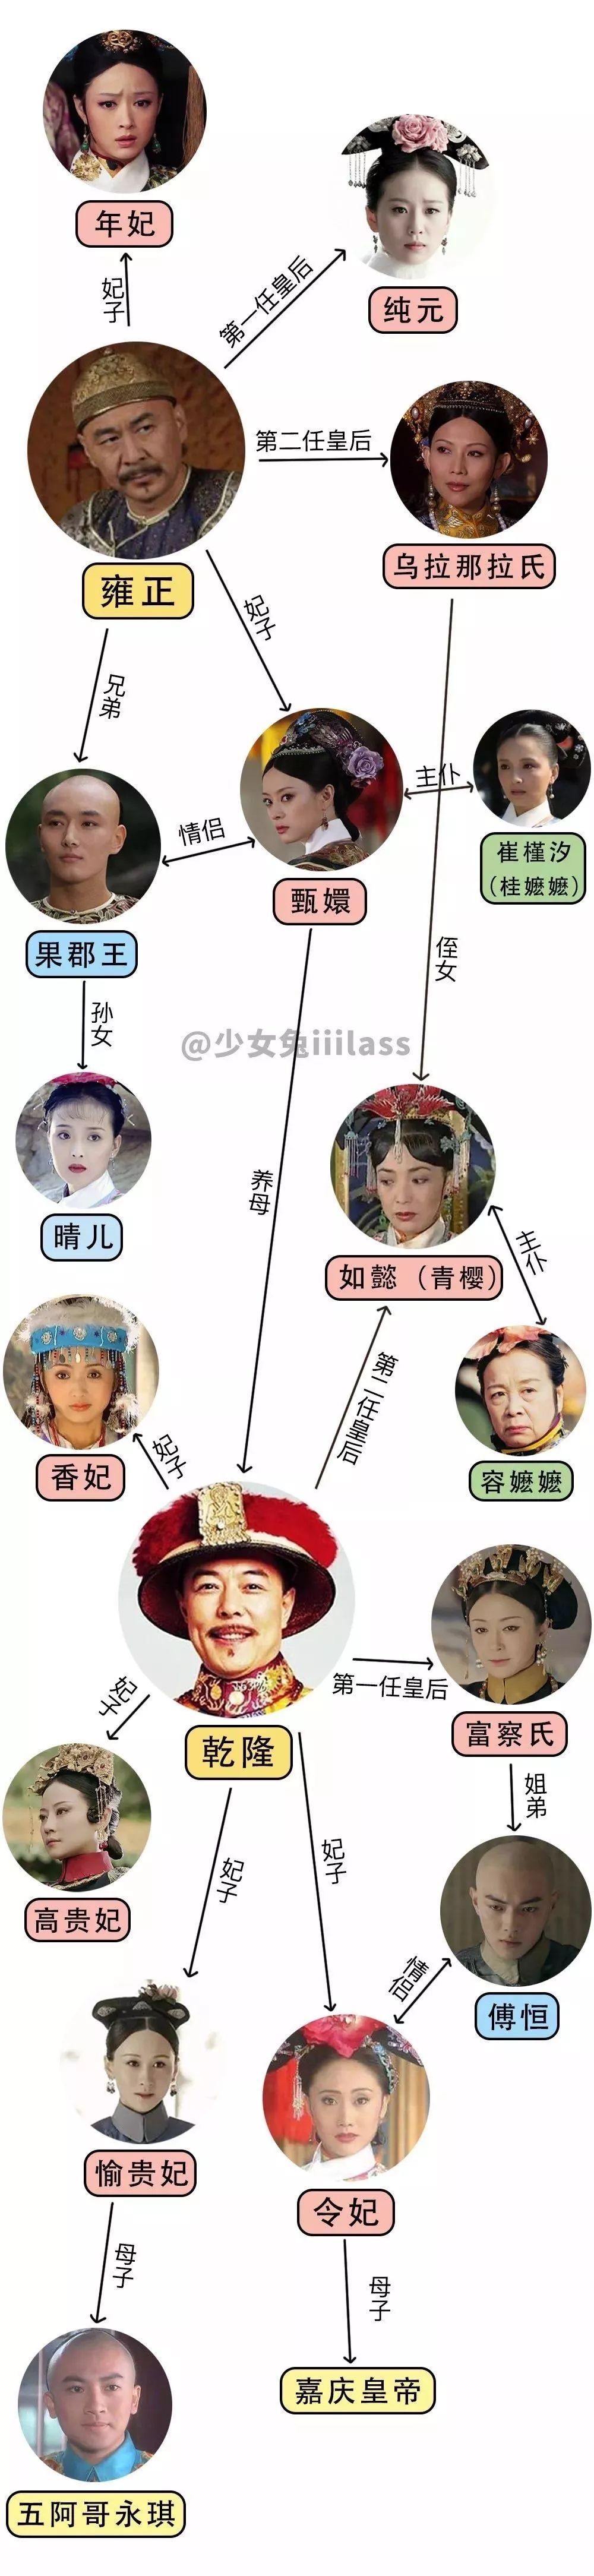 年妃
妃子
第一任皇后
纯元
第二任皇后
乌拉那拉氏
雍正
妃子
兄弟
主仆
情侣
崔槿汐
（桂嬷嬷）
甄嬛
果郡王
侄女
孙女
@少女兔iiilass
养母
晴儿
如懿（青樱）
主仆
第二任皇后
妃子
香妃
容嬷嬷
第一任皇后
妃子
富察氏
乾隆
姐弟
妃子
妃子
高贵妃
情侣
傅恒
愉贵妃
令妃
母子
母子
嘉庆皇帝
五阿哥永琪